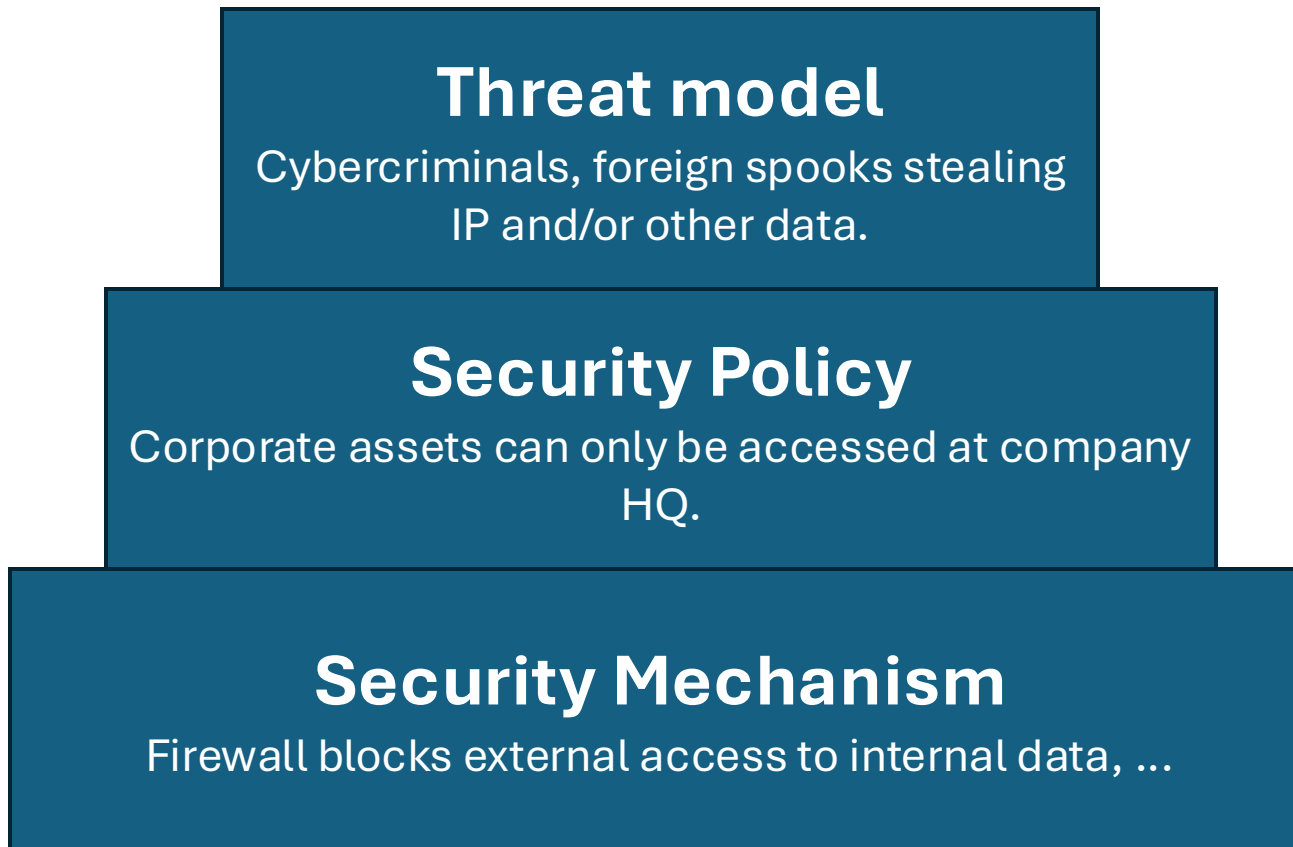 Threat model
Cybercriminals, foreign spooks stealing
IP and/or other data.
Security Policy
Corporate assets can only be accessed at company
HQ.
Security Mechanism
Firewall blocks external access to internal data, ...